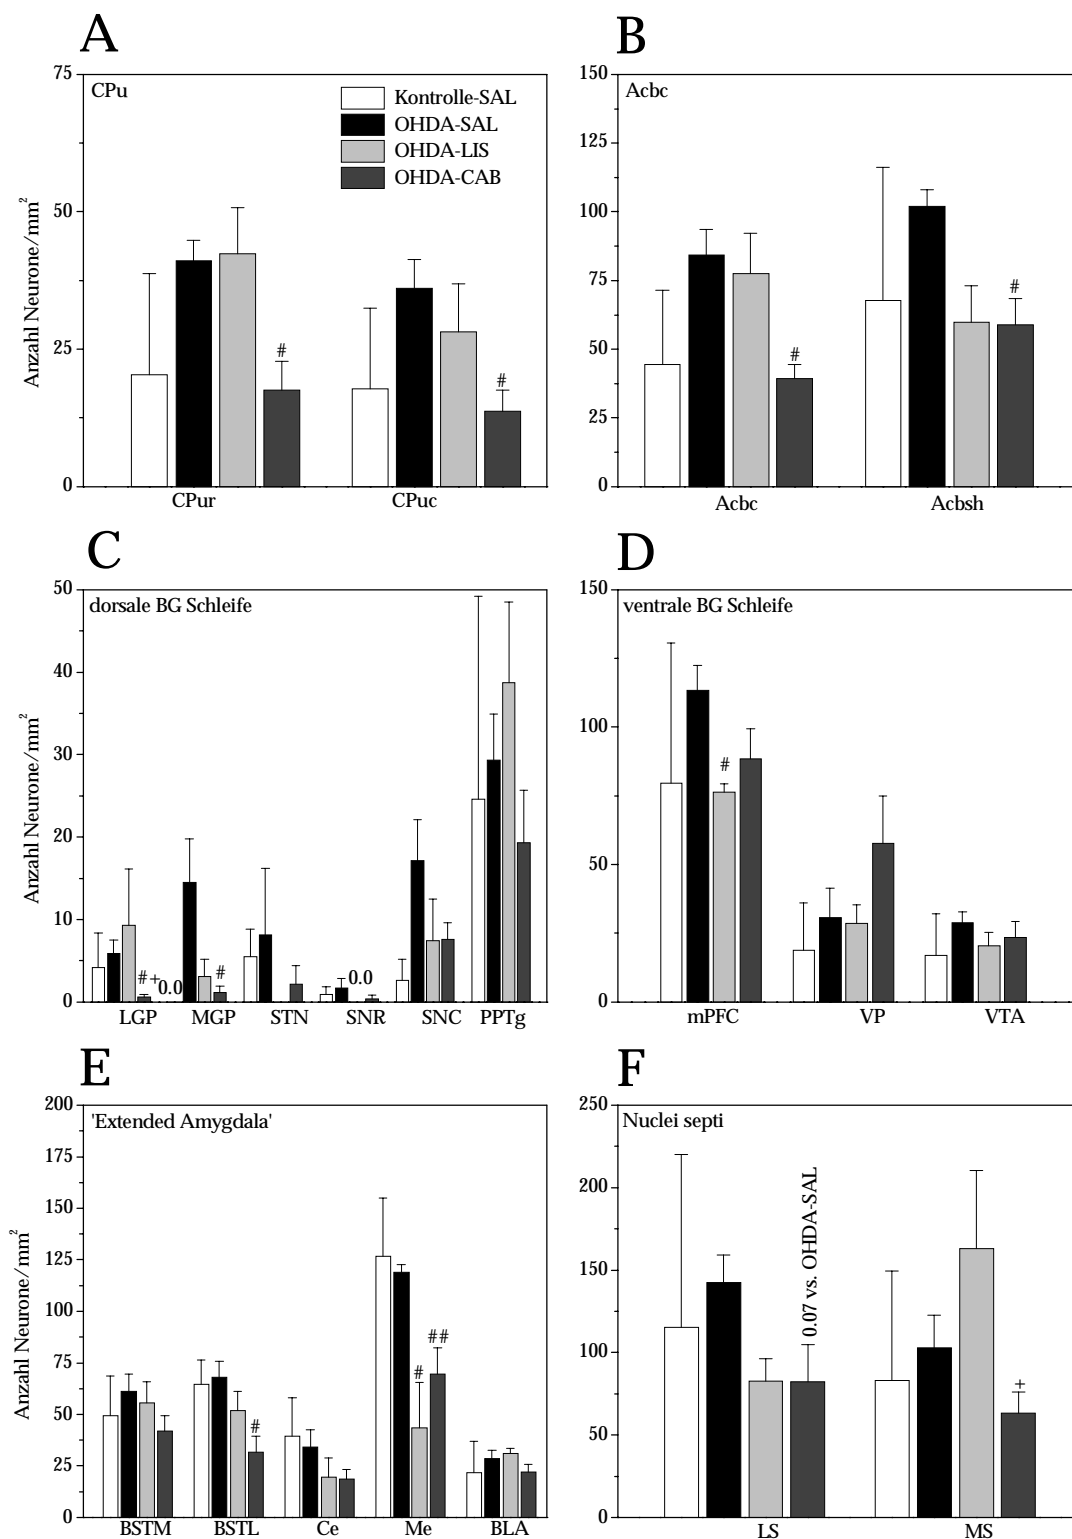 A
75
50
25
0
Anzahl Neurone/mm²
CPu
Kontrolle-SAL
OHDA-SAL
OHDA-LIS
OHDA-CAB
#
#
CPur CPuc
B
150
125
100
75
50
25
0
Acbc
#
#
Acbc Acbsh
C
50
40
30
20
10
0
Anzahl Neurone/mm²
dorsale BG Schleife
#+
0.0
#
0.0
LGP MGP STN SNR SNC PPTg
D
150
100
50
0
ventrale BG Schleife
#
mPFC VP VTA
E
200
175
150
125
100
75
50
25
0
Anzahl Neurone/mm²
'Extended Amygdala'
#
#
##
BSTM BSTL Ce Me BLA
F
250
200
150
100
50
0
Nuclei septi
0.07 vs. OHDA-SAL
+
LS MS